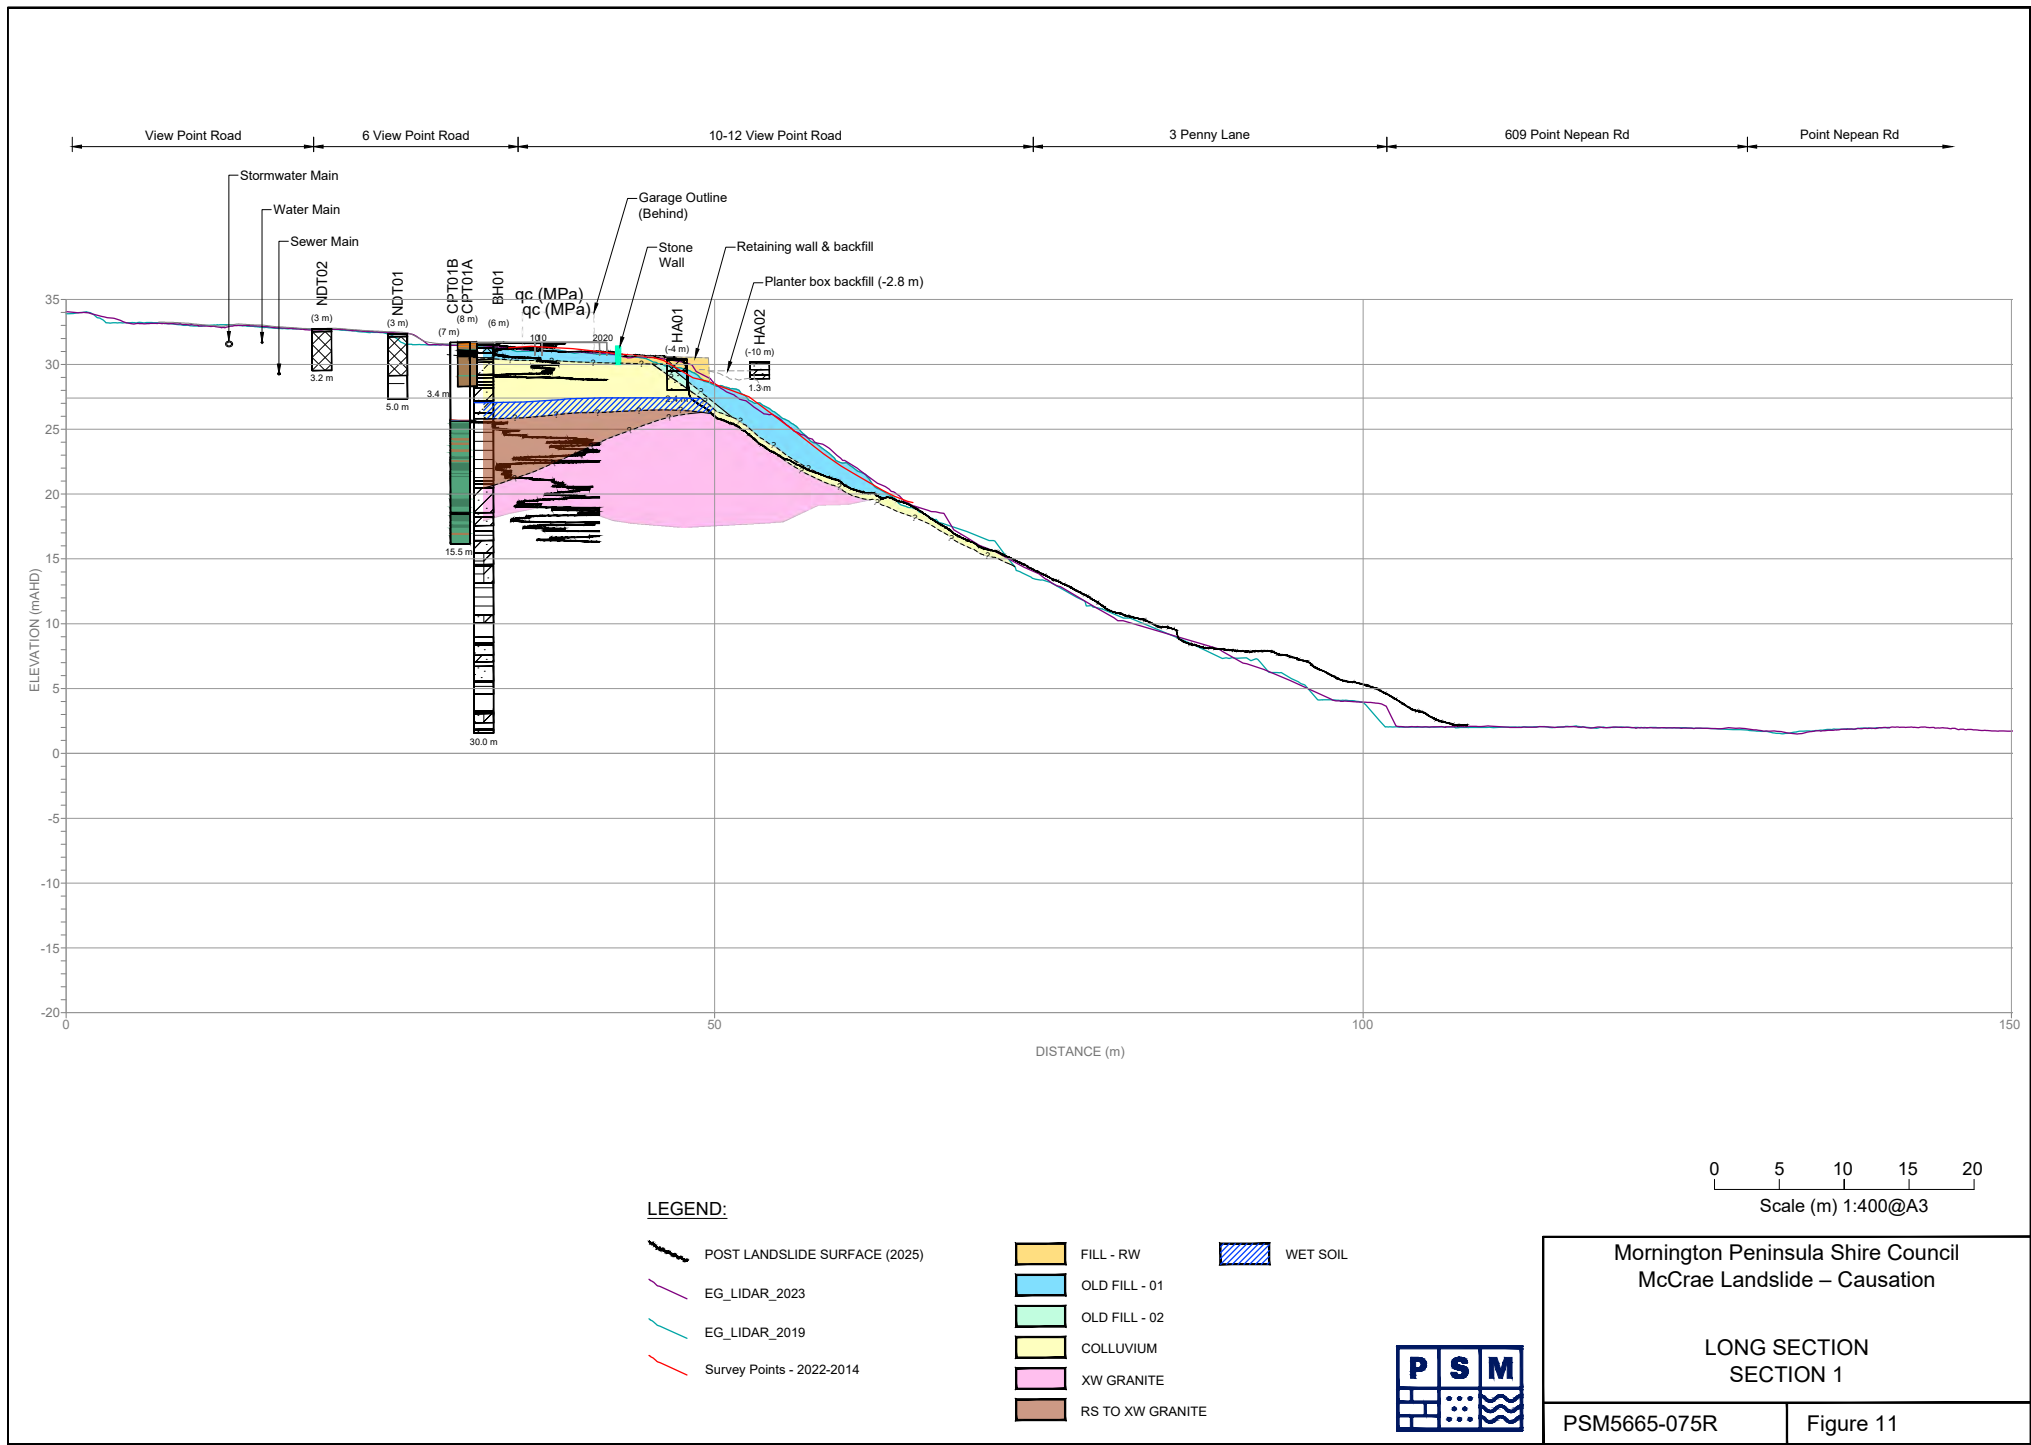 View Point Road
6 View Point Road
10-12 View Point Road
3 Penny Lane
609 Point Nepean Rd
Point Nepean Rd
Stormwater Main
Water Main
Sewer Main
Garage Outline
(Behind)
Stone
Wall
Retaining wall & backfill
Planter box backfill (-2.8 m)
NDT02
(3 m)
3.2 m
NDT01
(3 m)
5.0 m
CPT01B
(7 m)
CPT01A
(8 m)
BH01
(6 m)
qc (MPa)
qc (MPa)
HA01
(-4 m)
HA02
(-10 m)
1.3 m
3.4 m
15.5 m
30.0 m
35
30
25
20
15
10
5
0
-5
-10
-15
-20
ELEVATION (mAHD)
0
50
100
150
DISTANCE (m)
0 5 10 15 20
Scale (m) 1:400@A3
LEGEND:
POST LANDSLIDE SURFACE (2025)
EG_LIDAR_2023
EG_LIDAR_2019
Survey Points - 2022-2014
FILL - RW
OLD FILL - 01
OLD FILL - 02
COLLUVIUM
XW GRANITE
RS TO XW GRANITE
WET SOIL
P S M
Mornington Peninsula Shire Council
McCrae Landslide – Causation
LONG SECTION
SECTION 1
PSM5665-075R
Figure 11